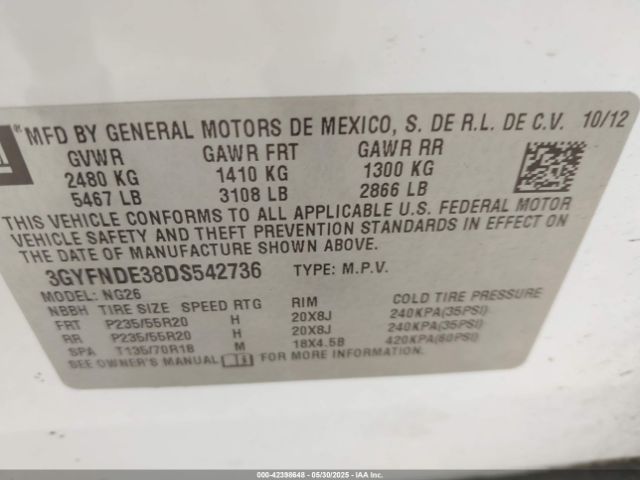 MFD BY GENERAL MOTORS DE MEXICO, S. DE R.L. DE C.V. 10/12
GVWR GAWR FRT GAWR RR
2480 KG 1410 KG 1300 KG
5467 LB 3108 LB 2866 LB
THIS VEHICLE CONFORMS TO ALL APPLICABLE U.S. FEDERAL MOTOR
VEHICLE SAFETY AND THEFT PREVENTION STANDARDS IN EFFECT ON
THE DATE OF MANUFACTURE SHOWN ABOVE.
3GYFNDE38DS542736 TYPE: M.P.V.
MODEL: NG26
NBBH TIRE SIZE SPEED RTG RIM COLD TIRE PRESSURE
FRT P235/55R20 H 20X8J 240KPA(35PSI)
RR P235/55R20 H 20X8J 240KPA(35PSI)
SPA T135/70R18 M 18X4.5B 420KPA(60PSI)
SEE OWNER'S MANUAL FOR MORE INFORMATION.
000-42398648 - 05/30/2025 - IAA Inc.